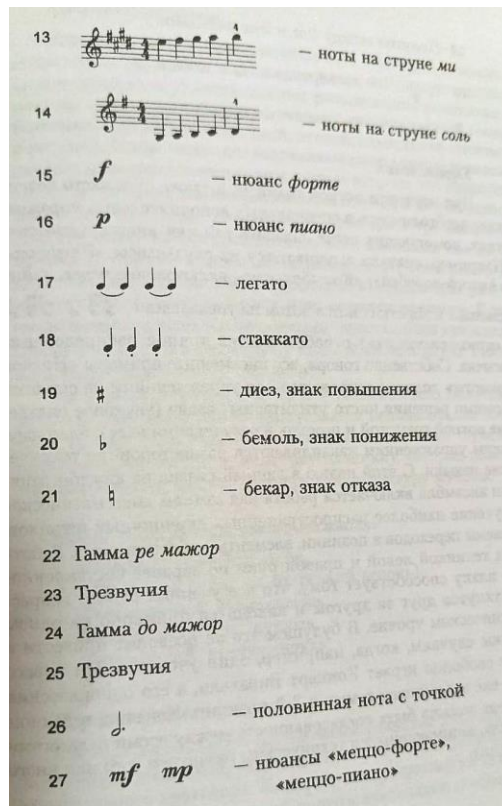 13 — ноты на струне ми
14 — ноты на струне соль
15 f — нюанс форте
16 p — нюанс пиано
17 — легато
18 — стаккато
19 ♯ — диез, знак повышения
20 ♭ — бемоль, знак понижения
21 ♮ — бекар, знак отказа
22 Гамма ре мажор
23 Трезвучия
24 Гамма до мажор
25 Трезвучия
26 — половинная нота с точкой
27 mf mp — нюансы «меццо-форте»,
«меццо-пиано»